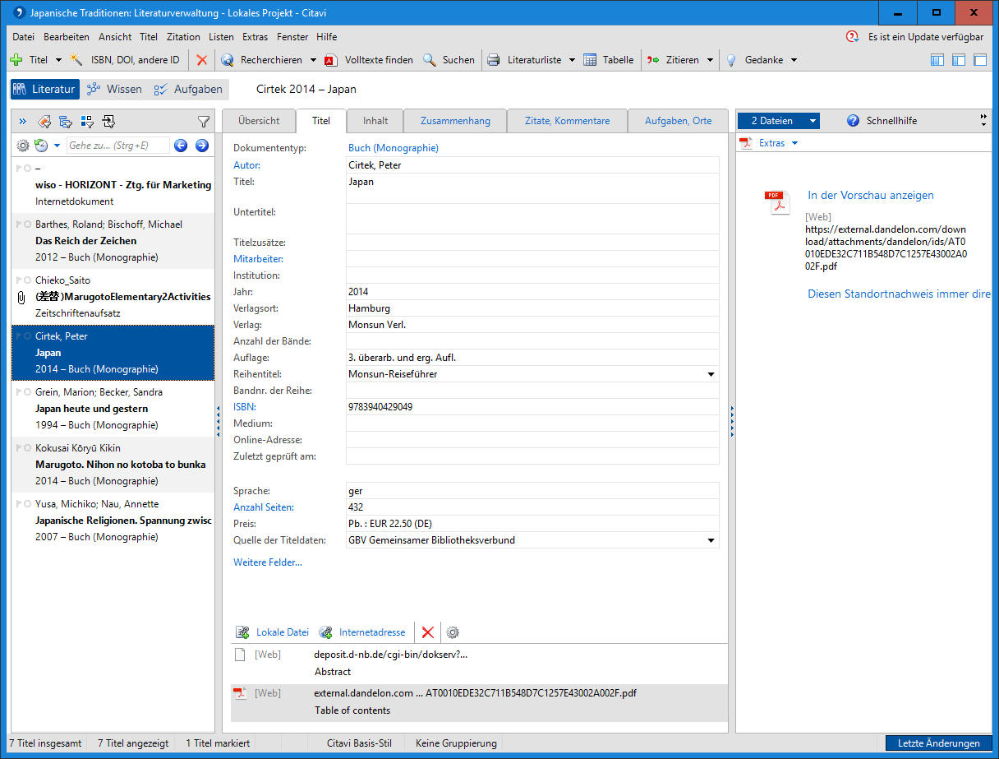 Japanische Traditionen: Literaturverwaltung - Lokales Projekt - Citavi
Datei Bearbeiten Ansicht Titel Zitation Listen Extras Fenster Hilfe
Es ist ein Update verfügbar
Titel ISBN, DOI, andere ID Recherchieren Volltexte finden Suchen Literaturliste Tabelle Zitieren Gedanke
Literatur Wissen Aufgaben Cirtek 2014 – Japan
Gehe zu... (Strg+E)
–
wiso - HORIZONT - Ztg. für Marketing
Internetdokument
Barthes, Roland; Bischoff, Michael
Das Reich der Zeichen
2012 – Buch (Monographie)
Chieko_Saito
(差替)MarugotoElementary2Activities
Zeitschriftenaufsatz
Cirtek, Peter
Japan
2014 – Buch (Monographie)
Grein, Marion; Becker, Sandra
Japan heute und gestern
1994 – Buch (Monographie)
Kokusai Kōryū Kikin
Marugoto. Nihon no kotoba to bunka
2014 – Buch (Monographie)
Yusa, Michiko; Nau, Annette
Japanische Religionen. Spannung zwisc
2007 – Buch (Monographie)
Übersicht Titel Inhalt Zusammenhang Zitate, Kommentare Aufgaben, Orte
Dokumententyp: Buch (Monographie)
Autor: Cirtek, Peter
Titel: Japan
Untertitel:
Titelzusätze:
Mitarbeiter:
Institution:
Jahr: 2014
Verlagsort: Hamburg
Verlag: Monsun Verl.
Anzahl der Bände:
Auflage: 3. überarb. und erg. Aufl.
Reihentitel: Monsun-Reiseführer
Bandnr. der Reihe:
ISBN: 9783940429049
Medium:
Online-Adresse:
Zuletzt geprüft am:
Sprache: ger
Anzahl Seiten: 432
Preis: Pb. : EUR 22.50 (DE)
Quelle der Titeldaten: GBV Gemeinsamer Bibliotheksverbund
Weitere Felder...
Lokale Datei Internetadresse
[Web] deposit.d-nb.de/cgi-bin/dokserv?...
Abstract
[Web] external.dandelon.com ... AT0010EDE32C711B548D7C1257E43002A002F.pdf
Table of contents
2 Dateien Schnellhilfe
Extras
PDF
In der Vorschau anzeigen
[Web]
https://external.dandelon.com/down
load/attachments/dandelon/ids/AT0
010EDE32C711B548D7C1257E43002A0
02F.pdf
Diesen Standortnachweis immer dire
7 Titel insgesamt 7 Titel angezeigt 1 Titel markiert Citavi Basis-Stil Keine Gruppierung Letzte Änderungen